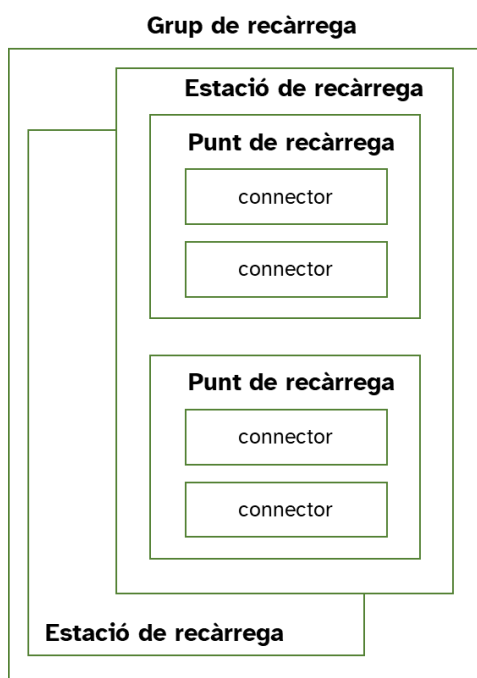 Grup de recàrrega
Estació de recàrrega
Punt de recàrrega
connector
connector
Punt de recàrrega
connector
connector
Estació de recàrrega